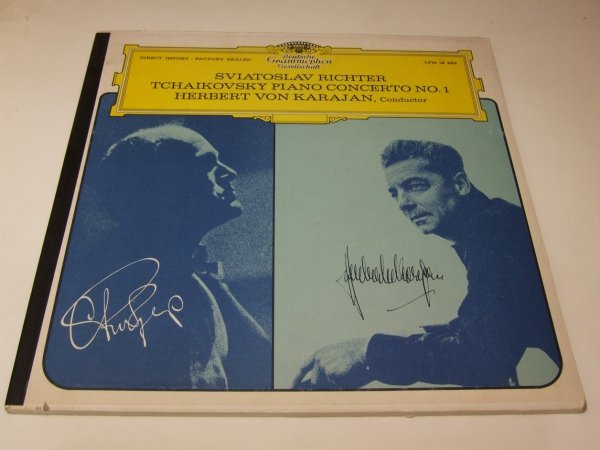 DIRECT IMPORT · FACTORY SEALED
Deutsche
Grammophon
Gesellschaft
SVIATOSLAV RICHTER
TCHAIKOVSKY PIANO CONCERTO NO. 1
HERBERT VON KARAJAN, Conductor